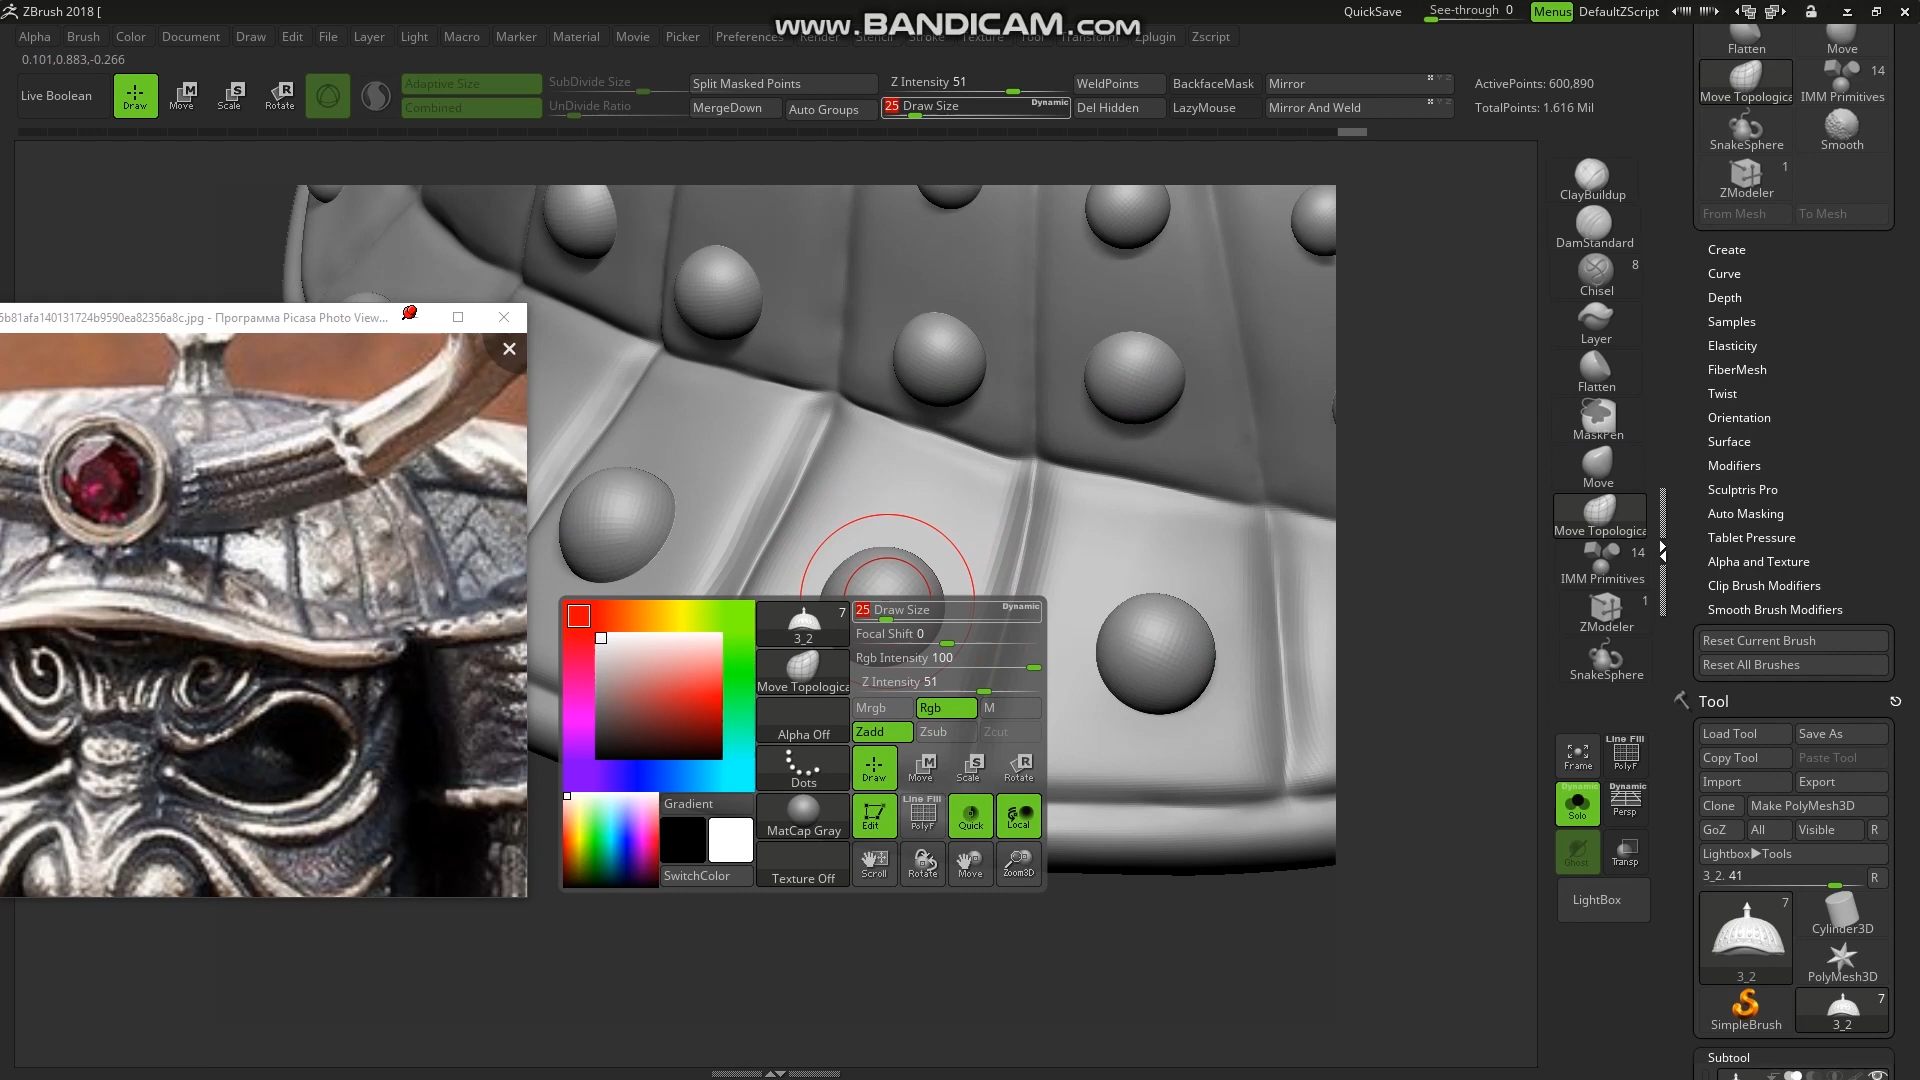 ZBrush 2018 [
www.BANDICAM.com
QuickSave
See-through 0
Menus
DefaultZScript
Alpha Brush Color Document Draw Edit File Layer Light Macro Marker Material Movie Picker Preferences Render Stencil Stroke Texture Tool Transform Zplugin Zscript
0.101,0.883,-0.266
Live Boolean
Draw
Move
Scale
Rotate
Adaptive Size
Combined
SubDivide Size
UnDivide Ratio
Split Masked Points
MergeDown
Auto Groups
Z Intensity 51
25 Draw Size
Dynamic
WeldPoints
Del Hidden
BackfaceMask
LazyMouse
Mirror
Mirror And Weld
ActivePoints: 600,890
TotalPoints: 1.616 Mil
5b81afa140131724b9590ea82356a8c.jpg - Программа Picasa Photo View...
7
3_2
Move Topologica
Alpha Off
Dots
MatCap Gray
Texture Off
Gradient
SwitchColor
25 Draw Size
Dynamic
Focal Shift 0
Rgb Intensity 100
Z Intensity 51
Mrgb Rgb M
Zadd Zsub Zcut
Draw Move Scale Rotate
Edit
Line Fill
PolyF
Quick
Local
Scroll Rotate Move Zoom3D
ClayBuildup
DamStandard
8
Chisel
Layer
Flatten
MaskPen
Move
Move Topologica
14
IMM Primitives
1
ZModeler
SnakeSphere
Frame
Line Fill
PolyF
Dynamic
Solo
Dynamic
Persp
Ghost
Transp
LightBox
Flatten Move
14
Move Topologica IMM Primitives
SnakeSphere Smooth
1
ZModeler
From Mesh To Mesh
Create
Curve
Depth
Samples
Elasticity
FiberMesh
Twist
Orientation
Surface
Modifiers
Sculptris Pro
Auto Masking
Tablet Pressure
Alpha and Texture
Clip Brush Modifiers
Smooth Brush Modifiers
Reset Current Brush
Reset All Brushes
Tool
Load Tool Save As
Copy Tool Paste Tool
Import Export
Clone Make PolyMesh3D
GoZ All Visible R
Lightbox▶Tools
3_2. 41 R
7
3_2
Cylinder3D
PolyMesh3D
SimpleBrush
7
3_2
Subtool